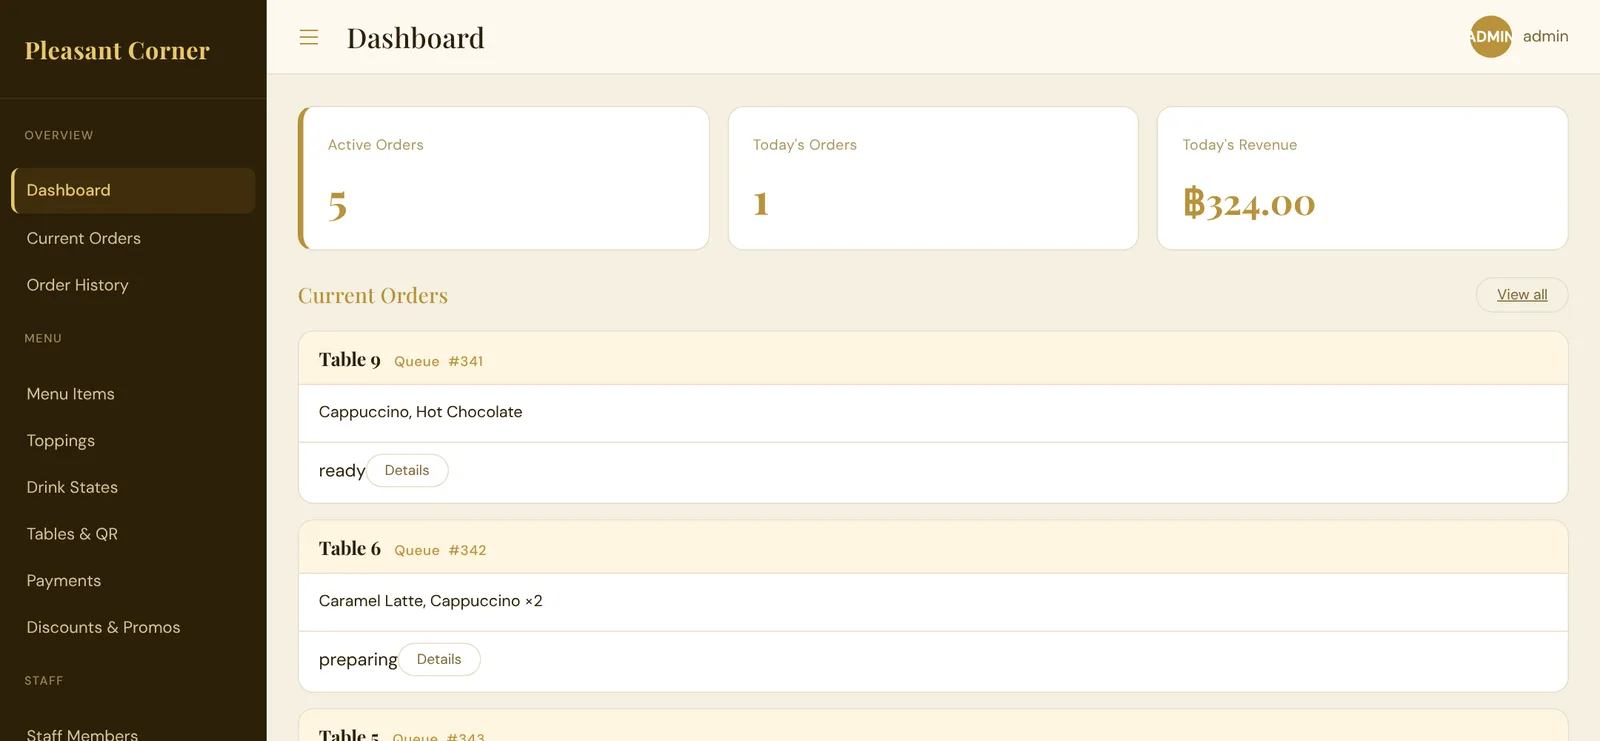 Pleasant Corner
OVERVIEW
Dashboard
Current Orders
Order History
MENU
Menu Items
Toppings
Drink States
Tables & QR
Payments
Discounts & Promos
STAFF
Staff Members
Dashboard
ADMIN admin
Active Orders
5
Today's Orders
1
Today's Revenue
฿324.00
Current Orders
View all
Table 9 Queue #341
Cappuccino, Hot Chocolate
ready Details
Table 6 Queue #342
Caramel Latte, Cappuccino ×2
preparing Details
Table 5 Queue #343